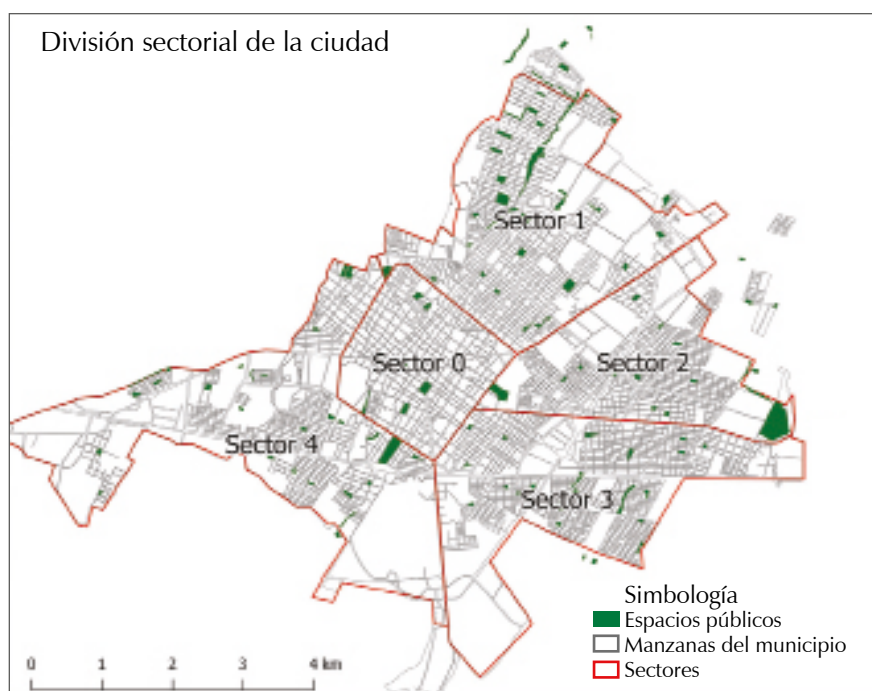 División sectorial de la ciudad
Sector 1
Sector 0
Sector 2
Sector 4
Sector 3
Simbología
Espacios públicos
Manzanas del municipio
Sectores
0 1 2 3 4 km